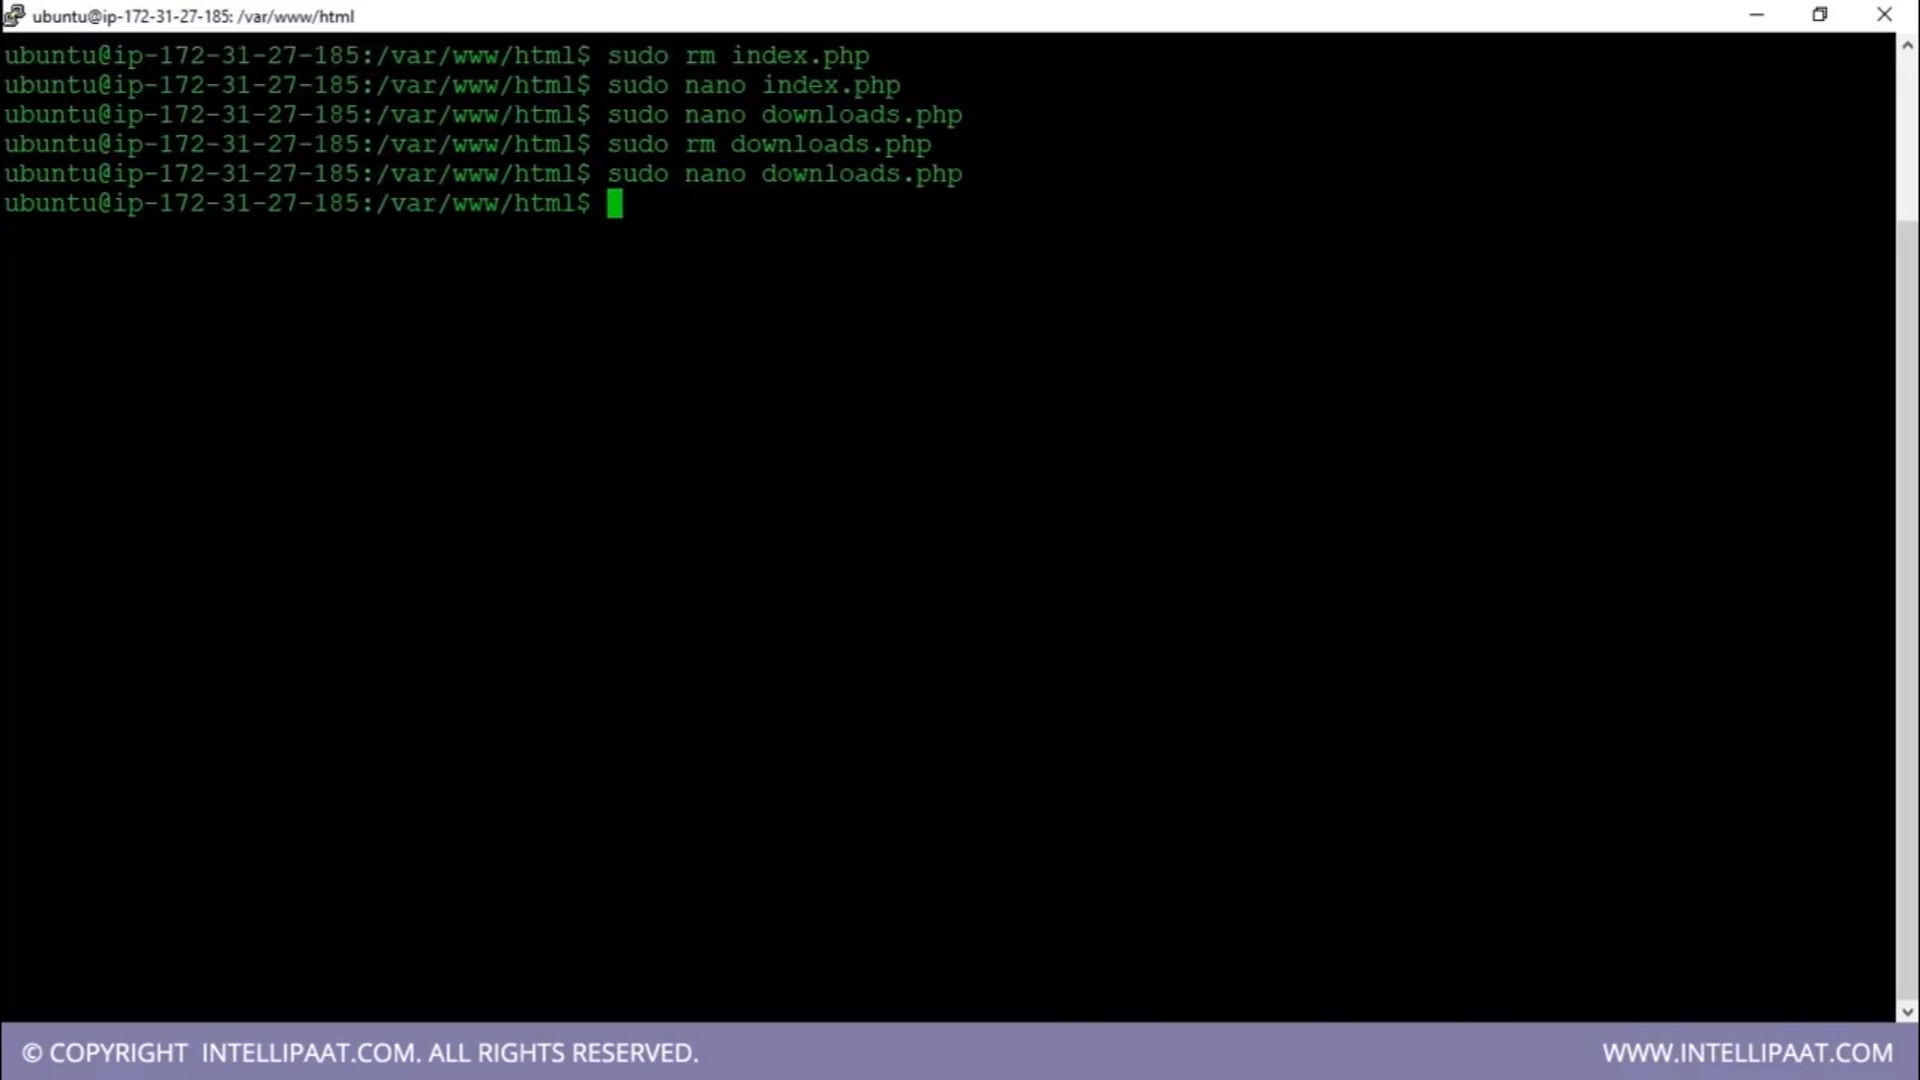 ubuntu@ip-172-31-27-185: /var/www/html
ubuntu@ip-172-31-27-185:/var/www/html$ sudo rm index.php
ubuntu@ip-172-31-27-185:/var/www/html$ sudo nano index.php
ubuntu@ip-172-31-27-185:/var/www/html$ sudo nano downloads.php
ubuntu@ip-172-31-27-185:/var/www/html$ sudo rm downloads.php
ubuntu@ip-172-31-27-185:/var/www/html$ sudo nano downloads.php
ubuntu@ip-172-31-27-185:/var/www/html$
© COPYRIGHT INTELLIPAAT.COM. ALL RIGHTS RESERVED.
WWW.INTELLIPAAT.COM